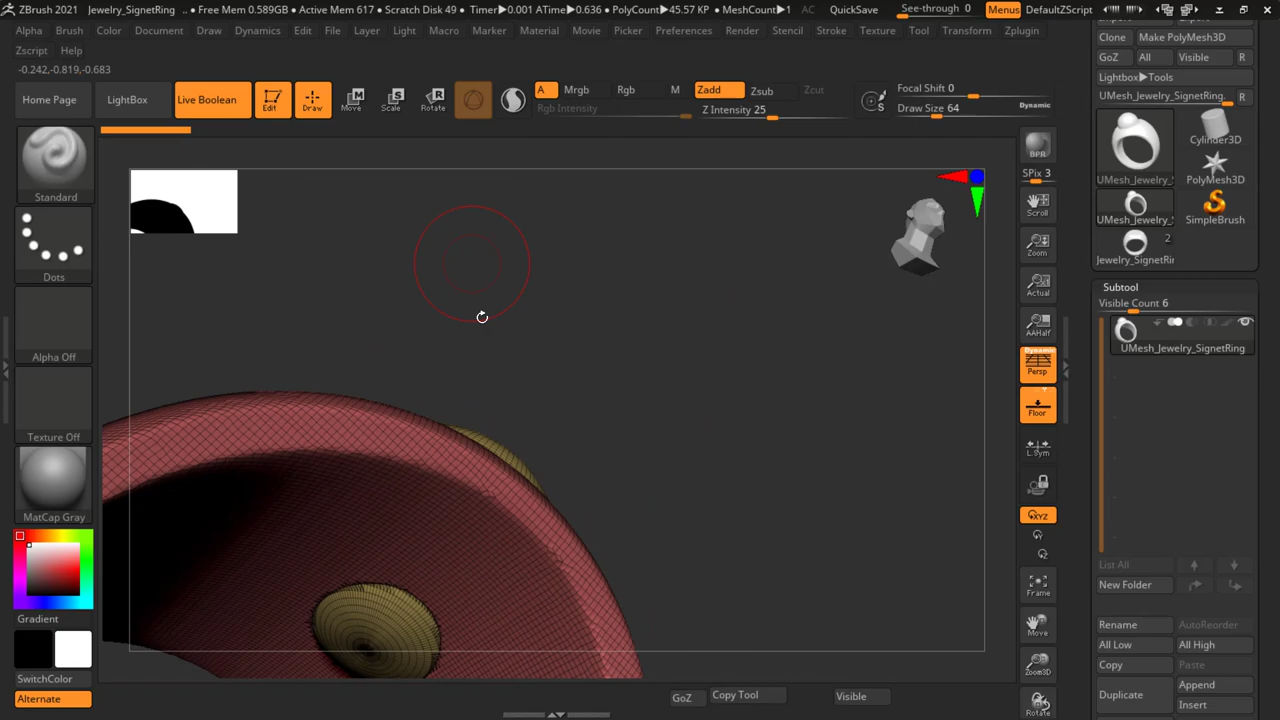 ZBrush 2021 Jewelry_SignetRing • Free Mem 0.589GB • Active Mem 617 • Scratch Disk 49 • Timer▶0.001 ATime▶0.636 • PolyCount▶45.57 KP • MeshCount▶1 AC QuickSave See-through 0 Menus DefaultZScript
Alpha Brush Color Document Draw Dynamics Edit File Layer Light Macro Marker Material Movie Picker Preferences Render Stencil Stroke Texture Tool Transform Zplugin
Zscript Help
-0.242,-0.819,-0.683
Home Page LightBox Live Boolean Edit Draw Move Scale Rotate
A Mrgb Rgb M Zadd Zsub Zcut
Rgb Intensity Z Intensity 25
Focal Shift 0
Draw Size 64 Dynamic
S
Standard
Dots
Alpha Off
Texture Off
MatCap Gray
Gradient
SwitchColor
Alternate
BPR
SPix 3
Scroll
Zoom
Actual
AAHalf
Dynamic
Persp
Floor
L.Sym
XYZ
Y
Z
Frame
Move
Zoom3D
Rotate
Clone Make PolyMesh3D
GoZ All Visible R
Lightbox▶Tools
UMesh_Jewelry_SignetRing. R
UMesh_Jewelry_S Cylinder3D
PolyMesh3D
UMesh_Jewelry_S SimpleBrush
2
Jewelry_SignetRin
Subtool
Visible Count 6
UMesh_Jewelry_SignetRing
List All
New Folder
Rename AutoReorder
All Low All High
Copy Paste
Duplicate Append
Insert
GoZ Copy Tool Visible